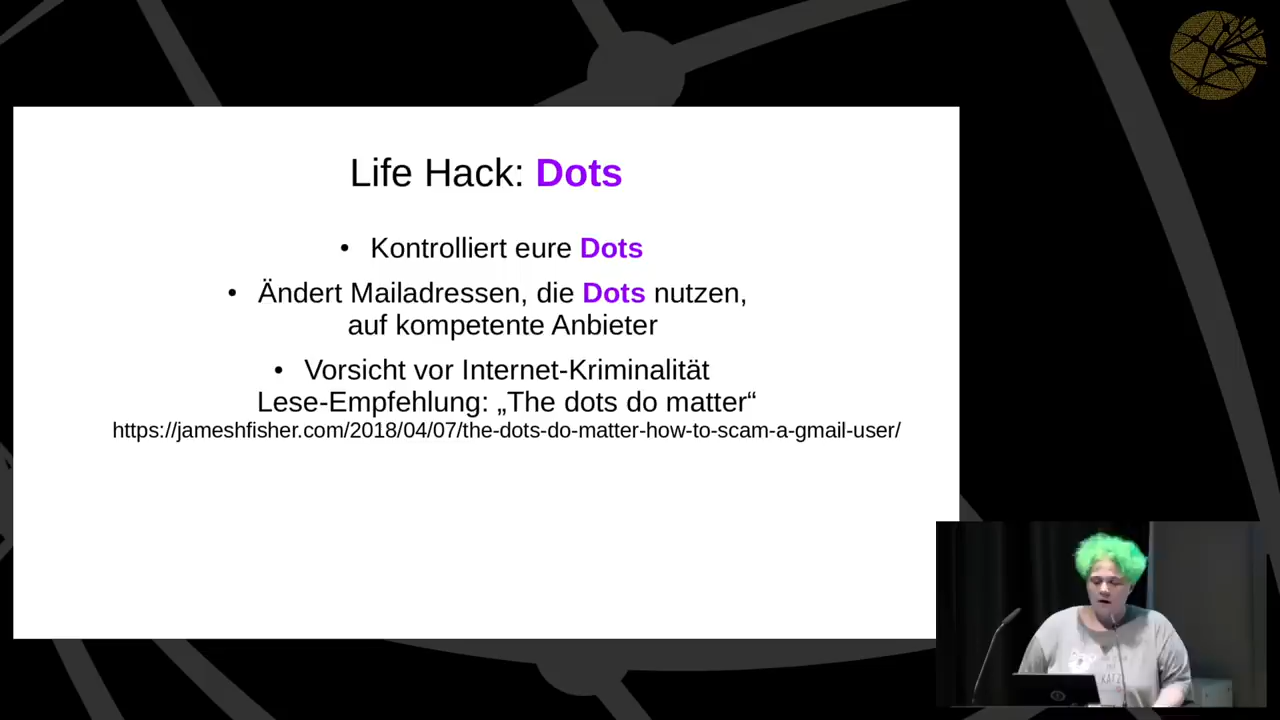 Life Hack: Dots
• Kontrolliert eure Dots
• Ändert Mailadressen, die Dots nutzen,
auf kompetente Anbieter
• Vorsicht vor Internet-Kriminalität
Lese-Empfehlung: „The dots do matter“
https://jameshfisher.com/2018/04/07/the-dots-do-matter-how-to-scam-a-gmail-user/